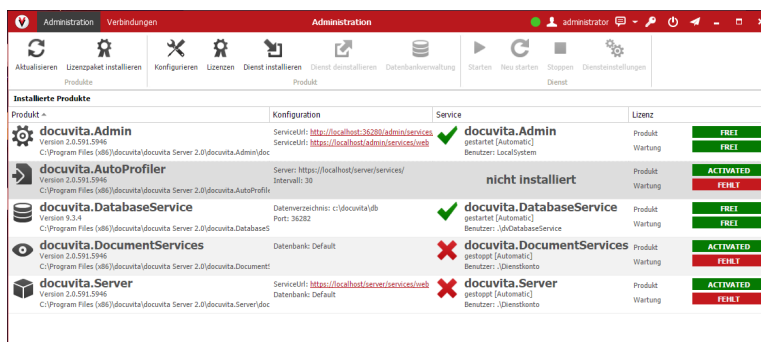 Administration Verbindungen Administration administrator
Aktualisieren Lizenzpaket installieren Konfigurieren Lizenzen Dienst installieren Dienst deinstallieren Datenbankverwaltung Starten Neu starten Stoppen Diensteinstellungen
Produkte Produkt Dienst
Installierte Produkte
Produkt Konfiguration Service Lizenz
docuvita.Admin
Version 2.0.591.5946
C:\Program Files (x86)\docuvita\docuvita Server 2.0\docuvita.Admin\doc
ServiceUrl: http://localhost:36280/admin/services
ServiceUrl: https://localhost/admin/services/web
docuvita.Admin
gestartet [Automatic]
Benutzer: LocalSystem
Produkt FREI
Wartung FREI
docuvita.AutoProfiler
Version 2.0.591.5946
C:\Program Files (x86)\docuvita\docuvita Server 2.0\docuvita.AutoProfile
Server: https://localhost/server/services/
Intervall: 30
nicht installiert
Produkt ACTIVATED
Wartung FEHLT
docuvita.DatabaseService
Version 9.3.4
C:\Program Files (x86)\docuvita\docuvita Server 2.0\docuvita.DatabaseS
Datenverzeichnis: c:\docuvita\db
Port: 36282
docuvita.DatabaseService
gestartet [Automatic]
Benutzer: .\dvDatabaseService
Produkt FREI
Wartung FREI
docuvita.DocumentServices
Version 2.0.591.5946
C:\Program Files (x86)\docuvita\docuvita Server 2.0\docuvita.Document!
Datenbank: Default
docuvita.DocumentServices
gestoppt [Automatic]
Benutzer: .\Dienstkonto
Produkt ACTIVATED
Wartung FEHLT
docuvita.Server
Version 2.0.591.5946
C:\Program Files (x86)\docuvita\docuvita Server 2.0\docuvita.Server\doc
ServiceUrl: https://localhost/server/services/web
Datenbank: Default
docuvita.Server
gestoppt [Automatic]
Benutzer: .\Dienstkonto
Produkt ACTIVATED
Wartung FEHLT